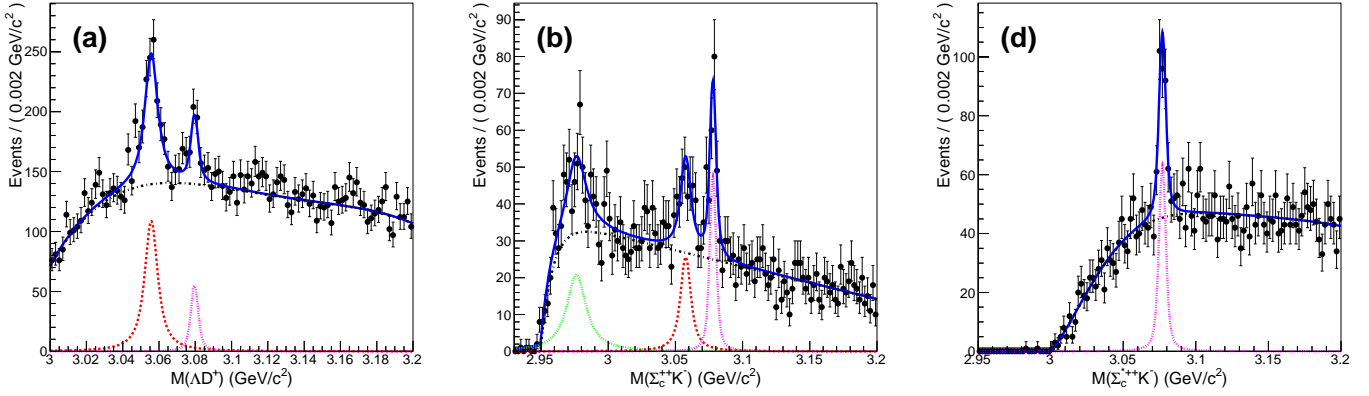 (a)
Events / ( 0.002 GeV/c²)
250
200
150
100
50
0
3 3.02 3.04 3.06 3.08 3.10 3.12 3.14 3.16 3.18 3.2
M(ΛD⁺) (GeV/c²)
(b)
Events / ( 0.002 GeV/c²)
90
80
70
60
50
40
30
20
10
0
2.95 3 3.05 3.1 3.15 3.2
M(Σc⁺⁺K⁻) (GeV/c²)
(d)
Events / ( 0.002 GeV/c²)
100
80
60
40
20
0
2.95 3 3.05 3.10 3.15 3.2
M(Σc*⁺⁺K⁻) (GeV/c²)